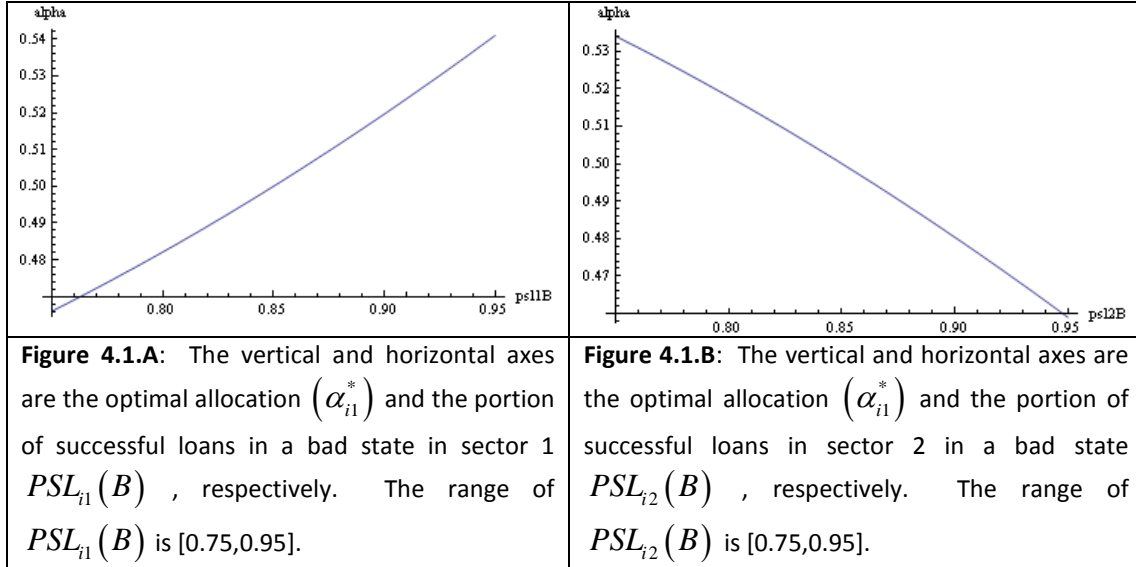 alpha
0.54
0.53
0.52
0.51
0.50
0.49
0.48
0.80 0.85 0.90 0.95
psl1B
alpha
0.53
0.52
0.51
0.50
0.49
0.48
0.47
0.80 0.85 0.90 0.95
psl2B
Figure 4.1.A: The vertical and horizontal axes
are the optimal allocation (α*i1) and the portion
of successful loans in a bad state in sector 1
PSLi1(B) , respectively. The range of
PSLi1(B) is [0.75,0.95].
Figure 4.1.B: The vertical and horizontal axes are
the optimal allocation (α*i1) and the portion of
successful loans in sector 2 in a bad state
PSLi2(B) , respectively. The range of
PSLi2(B) is [0.75,0.95].